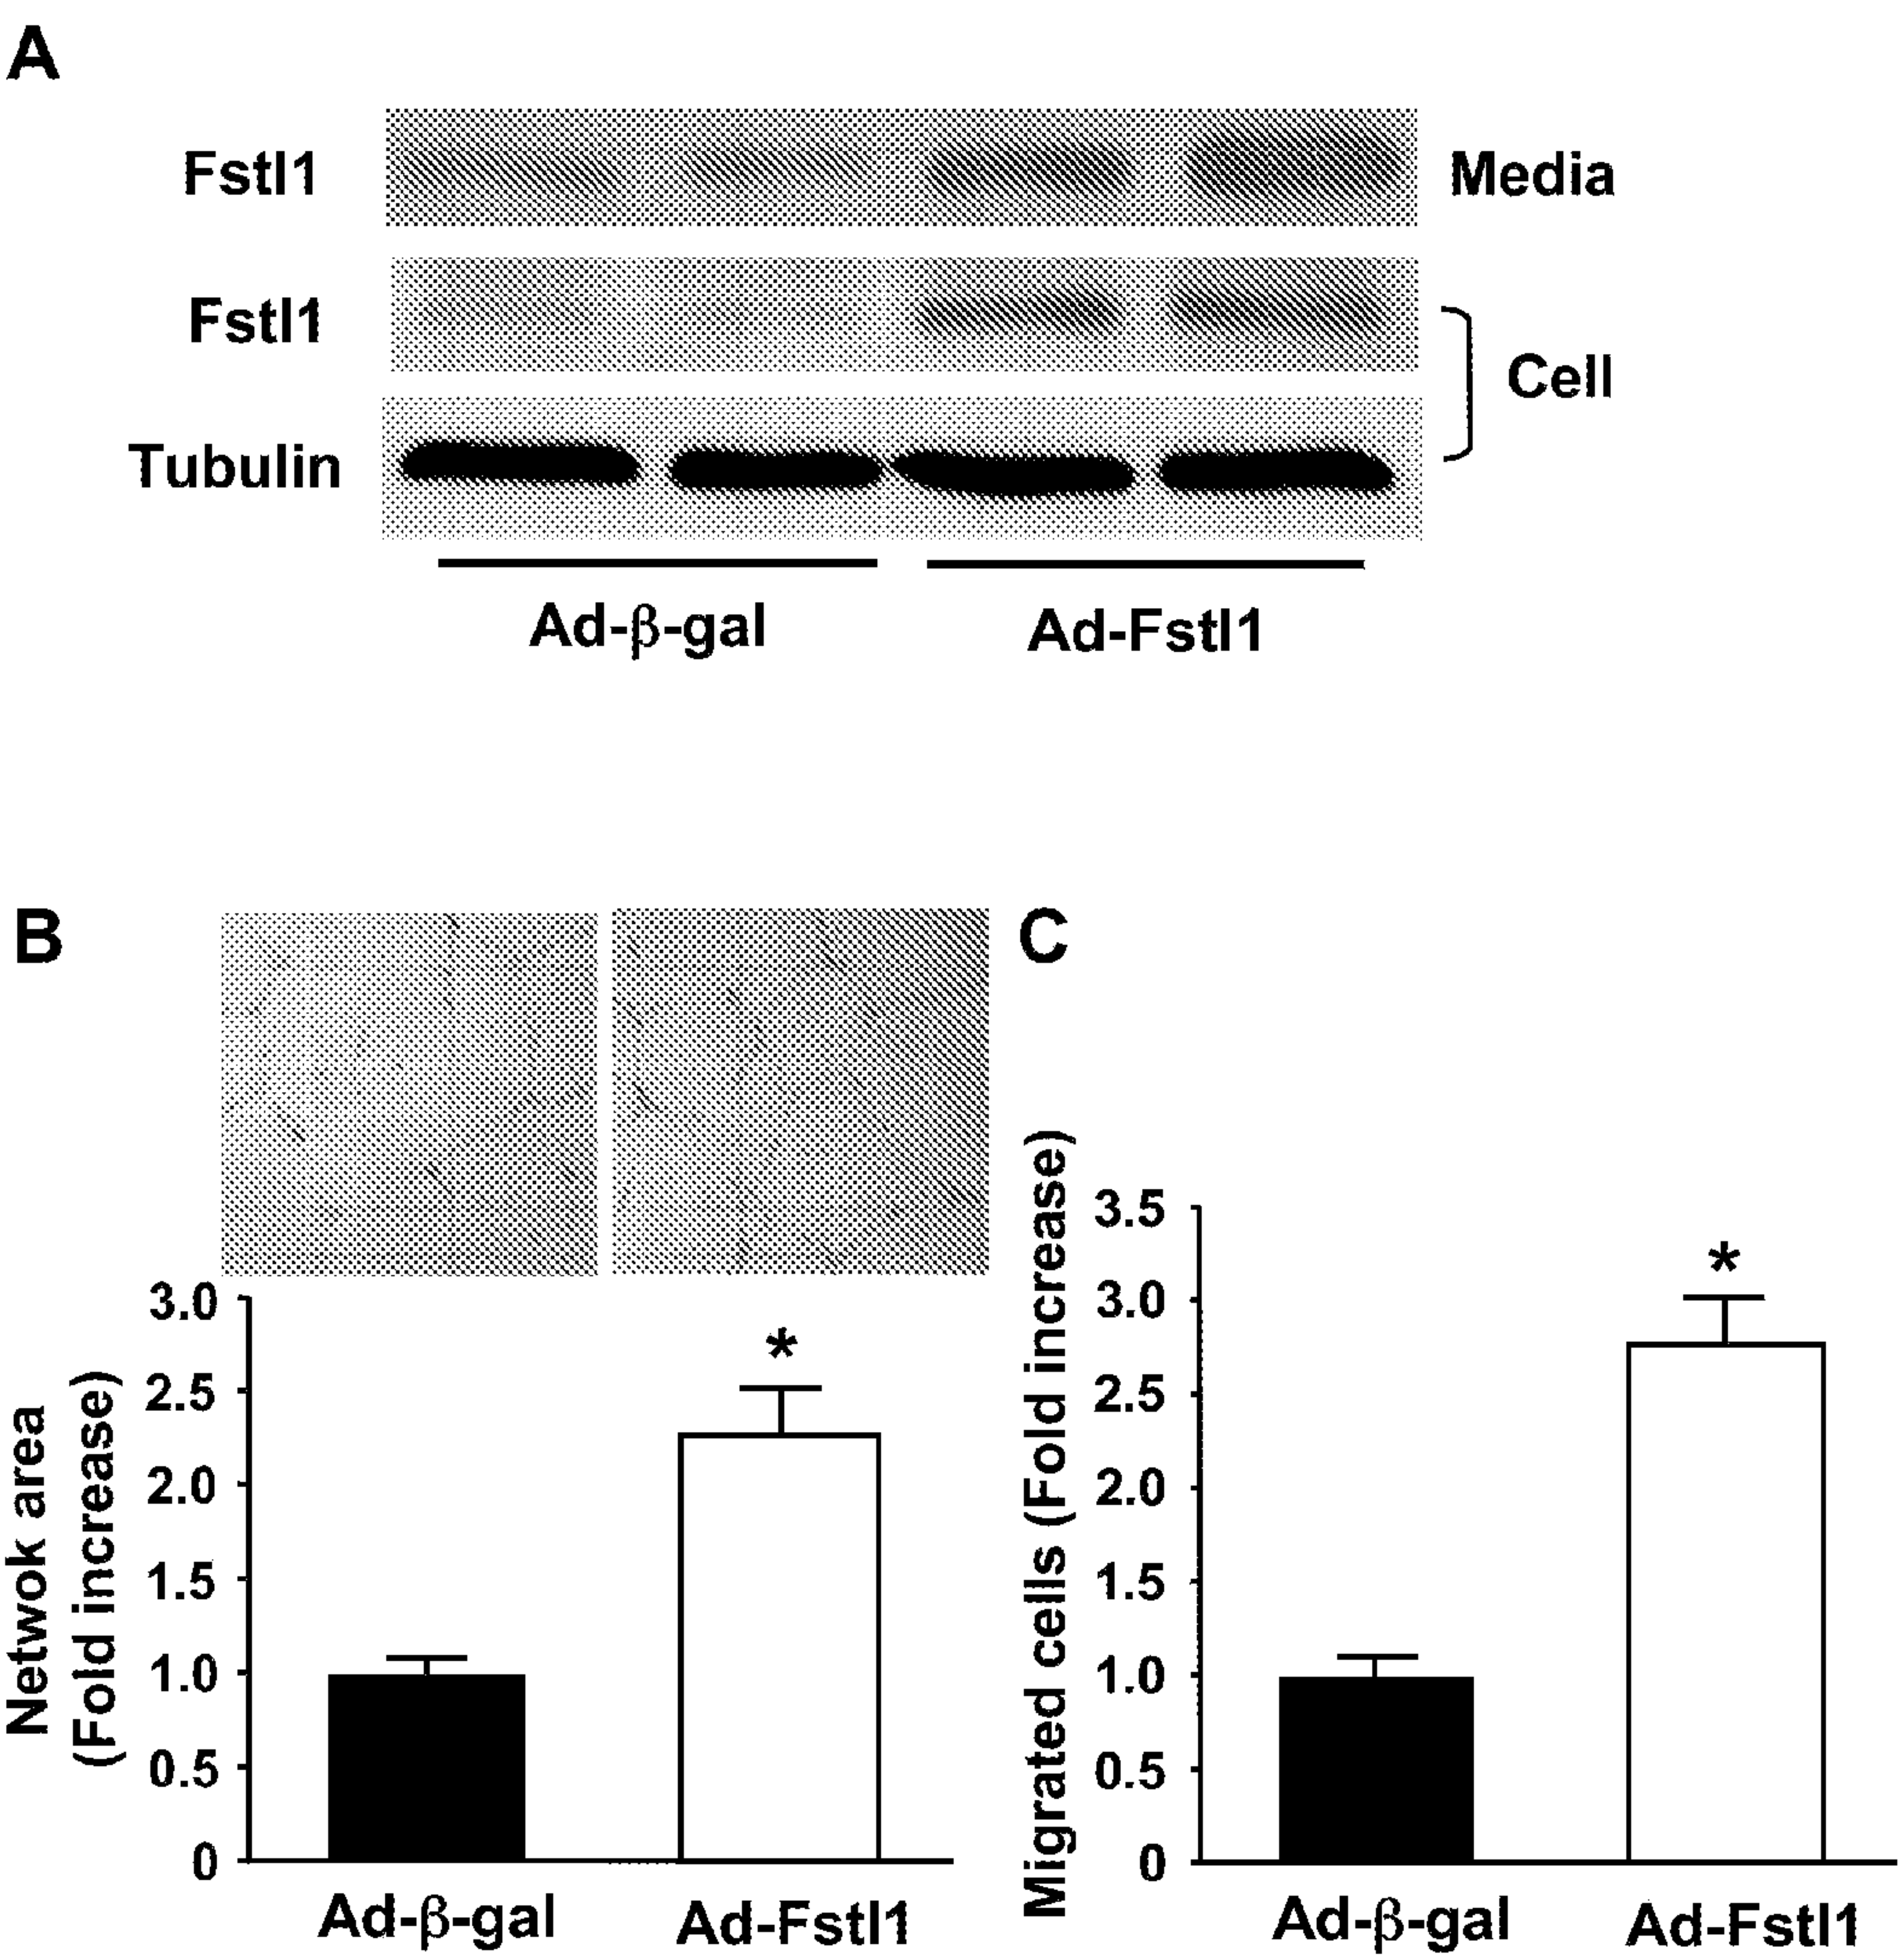 A
Fstl1
Media
Fstl1
Cell
Tubulin
Ad-β-gal
Ad-Fstl1
B
C
Netwok area
(Fold increase)
3.0
2.5
2.0
1.5
1.0
0.5
0
*
Ad-β-gal
Ad-Fstl1
Migrated cells (Fold increase)
3.5
3.0
2.5
2.0
1.5
1.0
0.5
0
*
Ad-β-gal
Ad-Fstl1